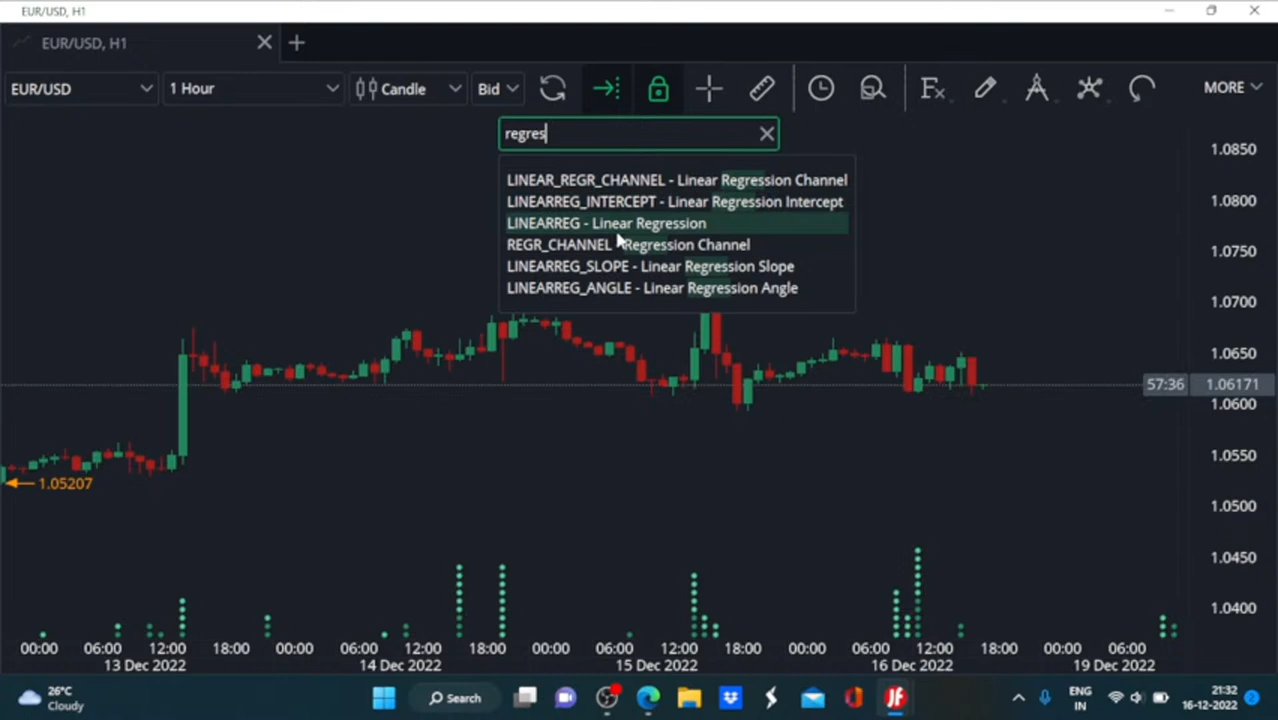 EUR/USD, H1
EUR/USD, H1
EUR/USD 1 Hour Candle Bid MORE
regres
LINEAR_REGR_CHANNEL - Linear Regression Channel
LINEARREG_INTERCEPT - Linear Regression Intercept
LINEARREG - Linear Regression
REGR_CHANNEL - Regression Channel
LINEARREG_SLOPE - Linear Regression Slope
LINEARREG_ANGLE - Linear Regression Angle
1.0850
1.0800
1.0750
1.0700
1.0650
57:36 1.06171
1.0600
1.0550
1.05207
1.0500
1.0450
1.0400
00:00 06:00 12:00 18:00 00:00 06:00 12:00 18:00 00:00 06:00 12:00 18:00 00:00 06:00 12:00 18:00 00:00 06:00
13 Dec 2022 14 Dec 2022 15 Dec 2022 16 Dec 2022 19 Dec 2022
26°C
Cloudy
Search
JF
ENG
IN
21:32
16-12-2022
2